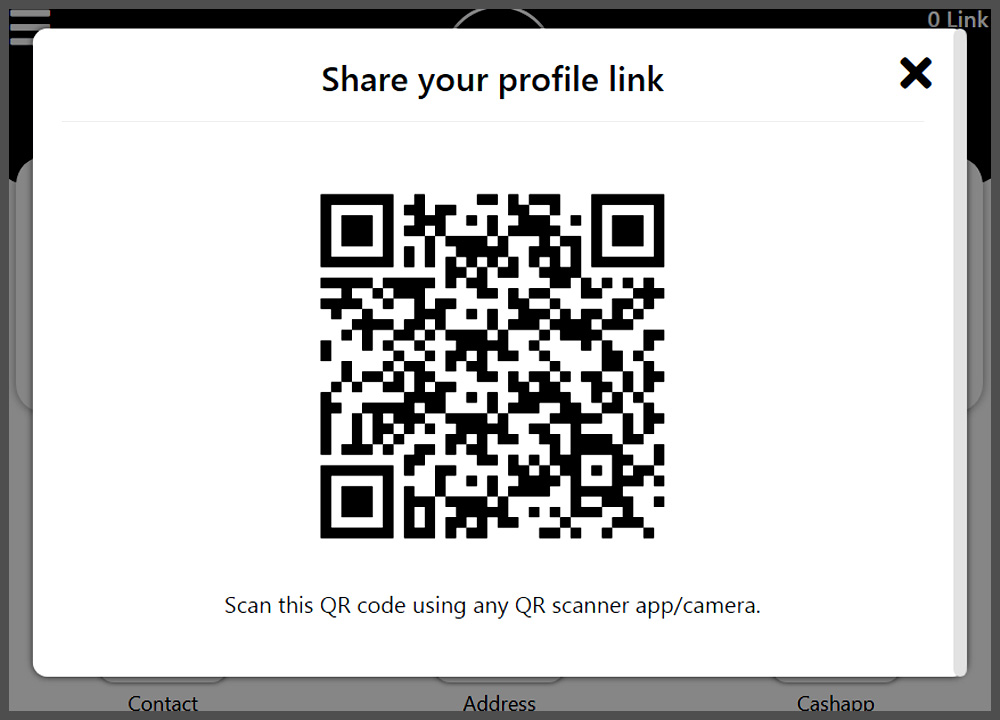 0 Link
Share your profile link
Scan this QR code using any QR scanner app/camera.
Contact
Address
Cashapp